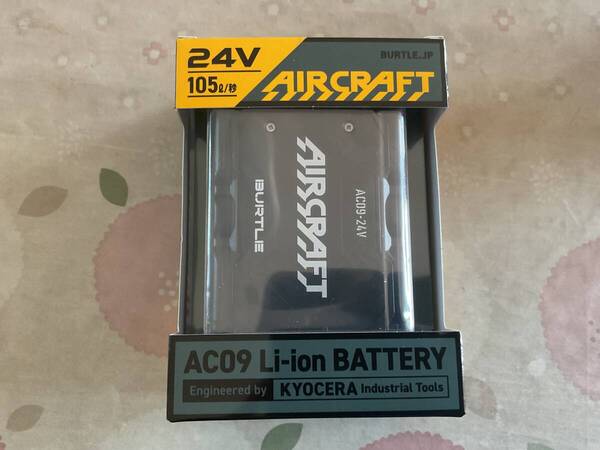 24V
BURTLE.JP
105ℓ/秒
AIRCRAFT
AIRCRAFT
BURTLE
AC09-24V
AC09 Li-ion BATTERY
Engineered by KYOCERA Industrial Tools